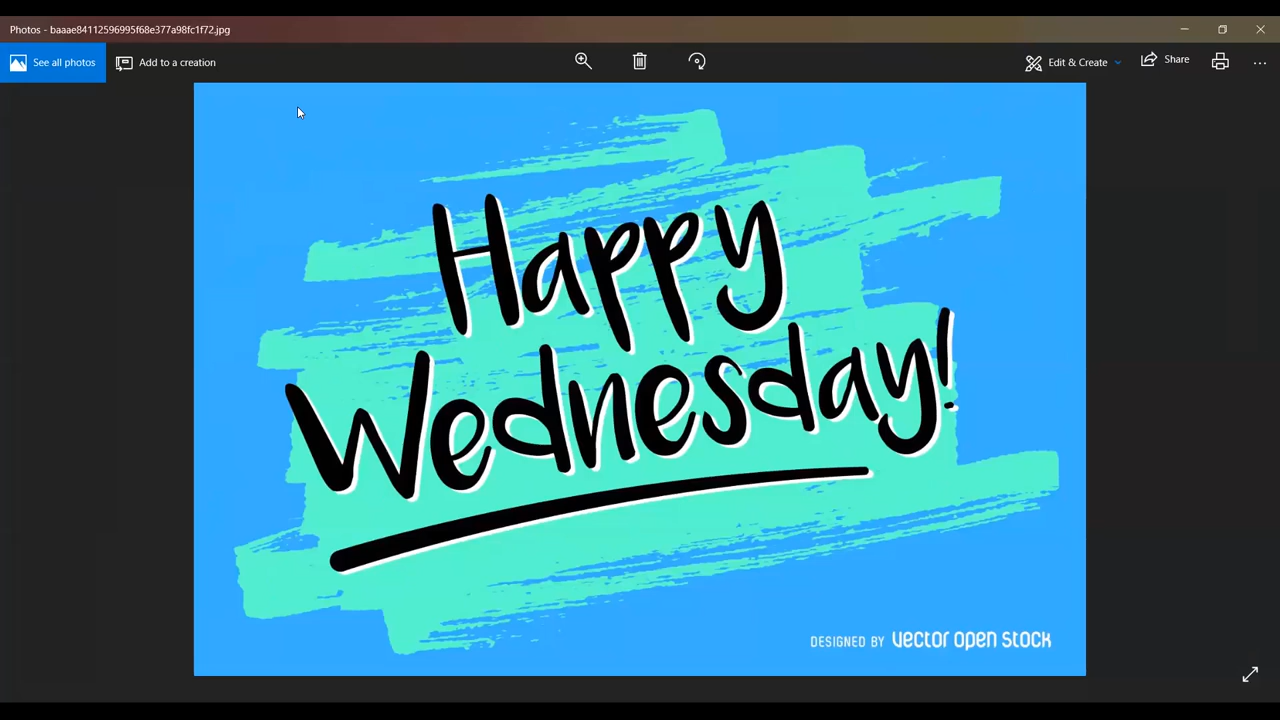 Photos - baaae84112596995f68e377a98fc1f72.jpg
See all photos
Add to a creation
Edit & Create
Share
Happy
Wednesday!
DESIGNED BY vector open stock